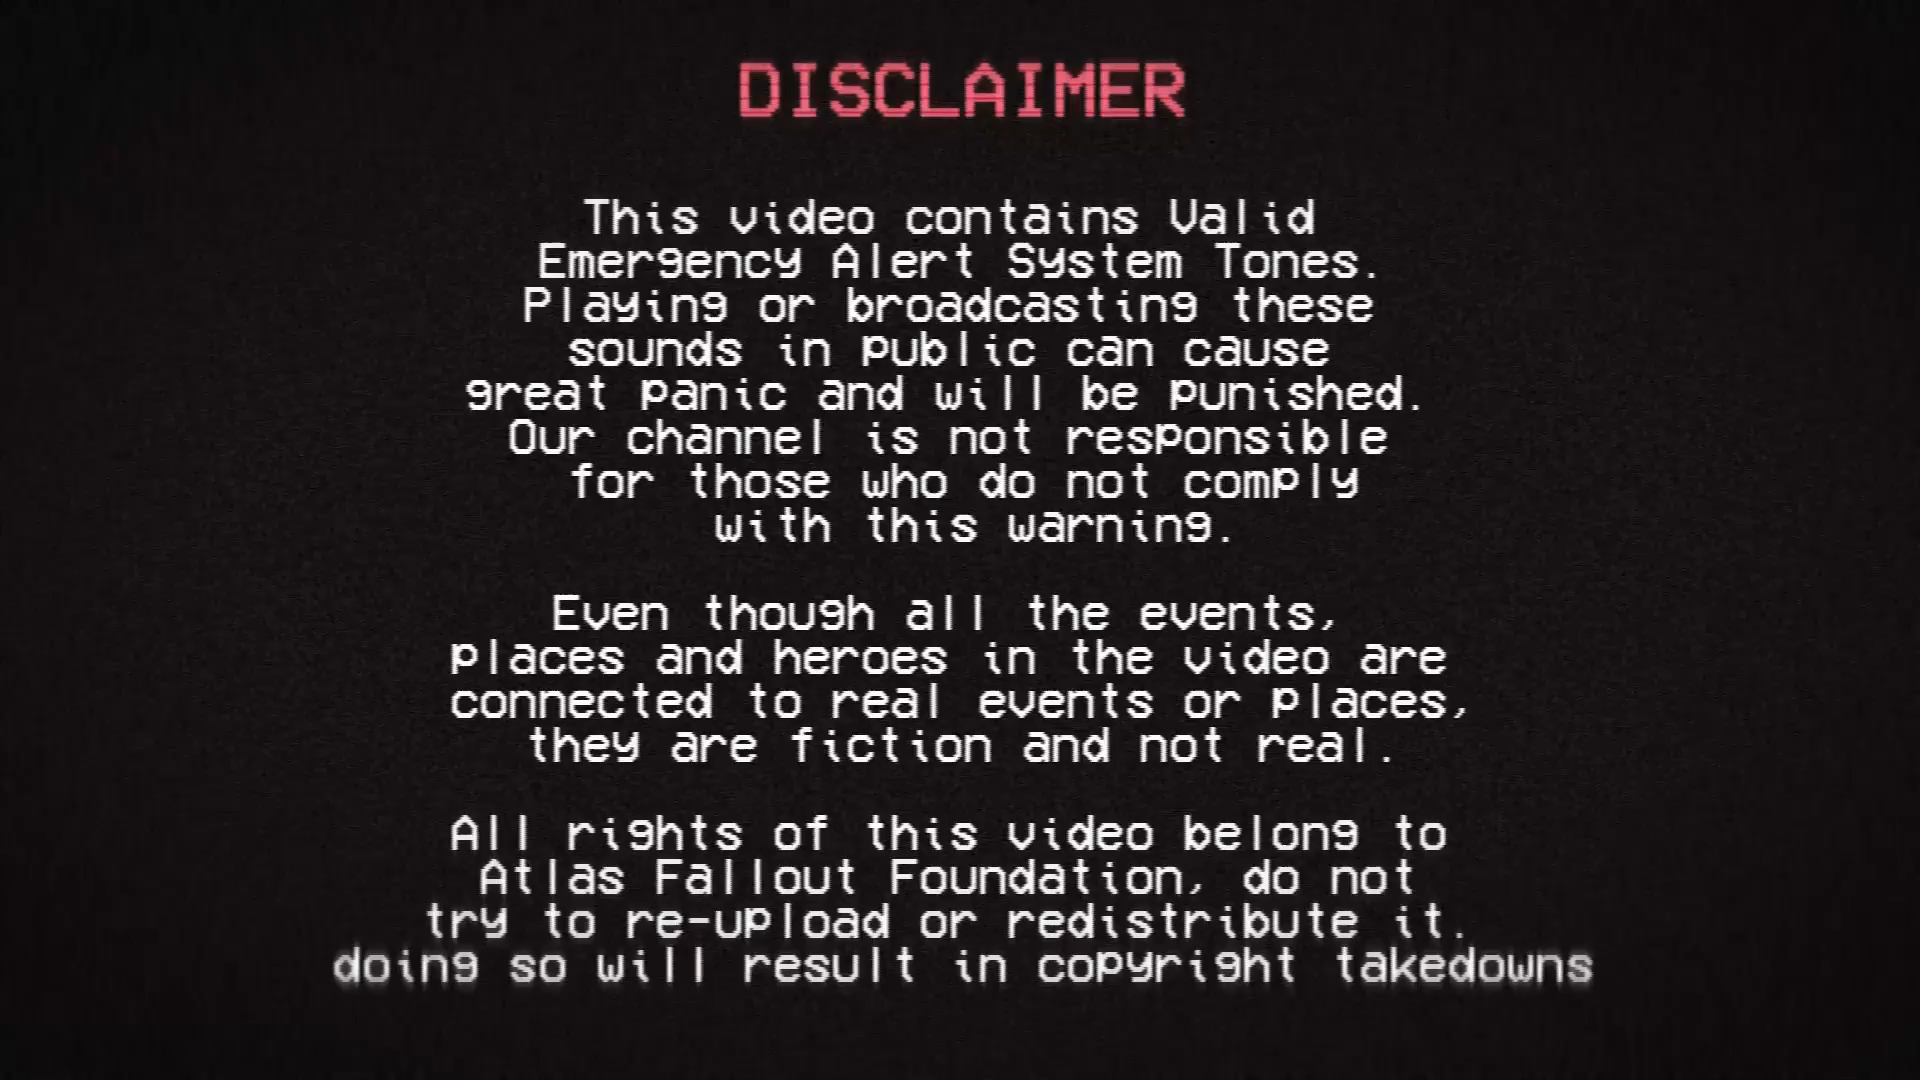 DISCLAIMER
This video contains Valid
Emergency Alert System Tones.
Playing or broadcasting these
sounds in public can cause
great panic and will be punished.
Our channel is not responsible
for those who do not comply
with this warning.
Even though all the events,
places and heroes in the video are
connected to real events or places,
they are fiction and not real.
All rights of this video belong to
Atlas Fallout Foundation, do not
try to re-upload or redistribute it.
doing so will result in copyright takedowns